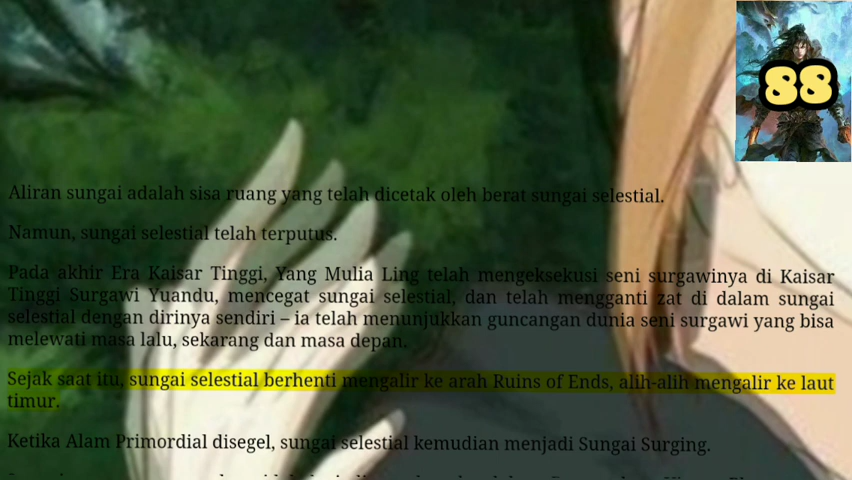 88
Aliran sungai adalah sisa ruang yang telah dicetak oleh berat sungai selestial.
Namun, sungai selestial telah terputus.
Pada akhir Era Kaisar Tinggi, Yang Mulia Ling telah mengeksekusi seni surgawinya di Kaisar
Tinggi Surgawi Yuandu, mencegat sungai selestial, dan telah mengganti zat di dalam sungai
selestial dengan dirinya sendiri – ia telah menunjukkan guncangan dunia seni surgawi yang bisa
melewati masa lalu, sekarang dan masa depan.
Sejak saat itu, sungai selestial berhenti mengalir ke arah Ruins of Ends, alih-alih mengalir ke laut
timur.
Ketika Alam Primordial disegel, sungai selestial kemudian menjadi Sungai Surging.